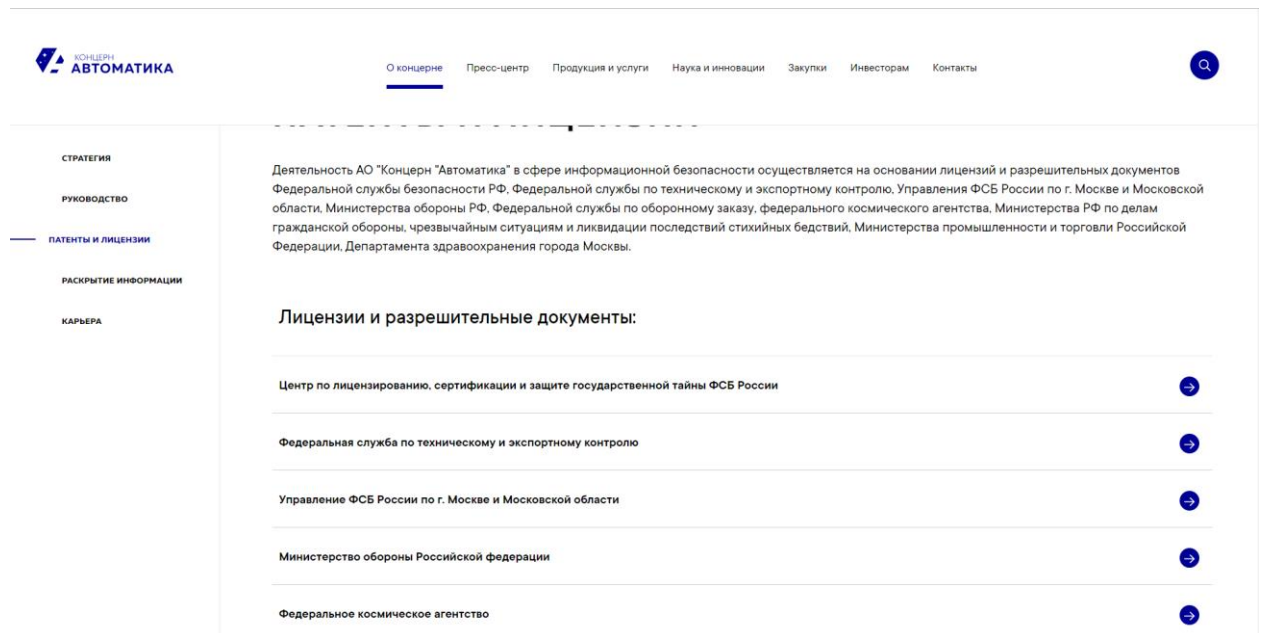 КОНЦЕРН
АВТОМАТИКА
О концерне Пресс-центр Продукция и услуги Наука и инновации Закупки Инвесторам Контакты
СТРАТЕГИЯ
РУКОВОДСТВО
ПАТЕНТЫ И ЛИЦЕНЗИИ
РАСКРЫТИЕ ИНФОРМАЦИИ
КАРЬЕРА
Деятельность АО "Концерн "Автоматика" в сфере информационной безопасности осуществляется на основании лицензий и разрешительных документов
Федеральной службы безопасности РФ, Федеральной службы по техническому и экспортному контролю, Управления ФСБ России по г. Москве и Московской
области, Министерства обороны РФ, Федеральной службы по оборонному заказу, федерального космического агентства, Министерства РФ по делам
гражданской обороны, чрезвычайным ситуациям и ликвидации последствий стихийных бедствий, Министерства промышленности и торговли Российской
Федерации, Департамента здравоохранения города Москвы.
Лицензии и разрешительные документы:
Центр по лицензированию, сертификации и защите государственной тайны ФСБ России
Федеральная служба по техническому и экспортному контролю
Управление ФСБ России по г. Москве и Московской области
Министерство обороны Российской федерации
Федеральное космическое агентство